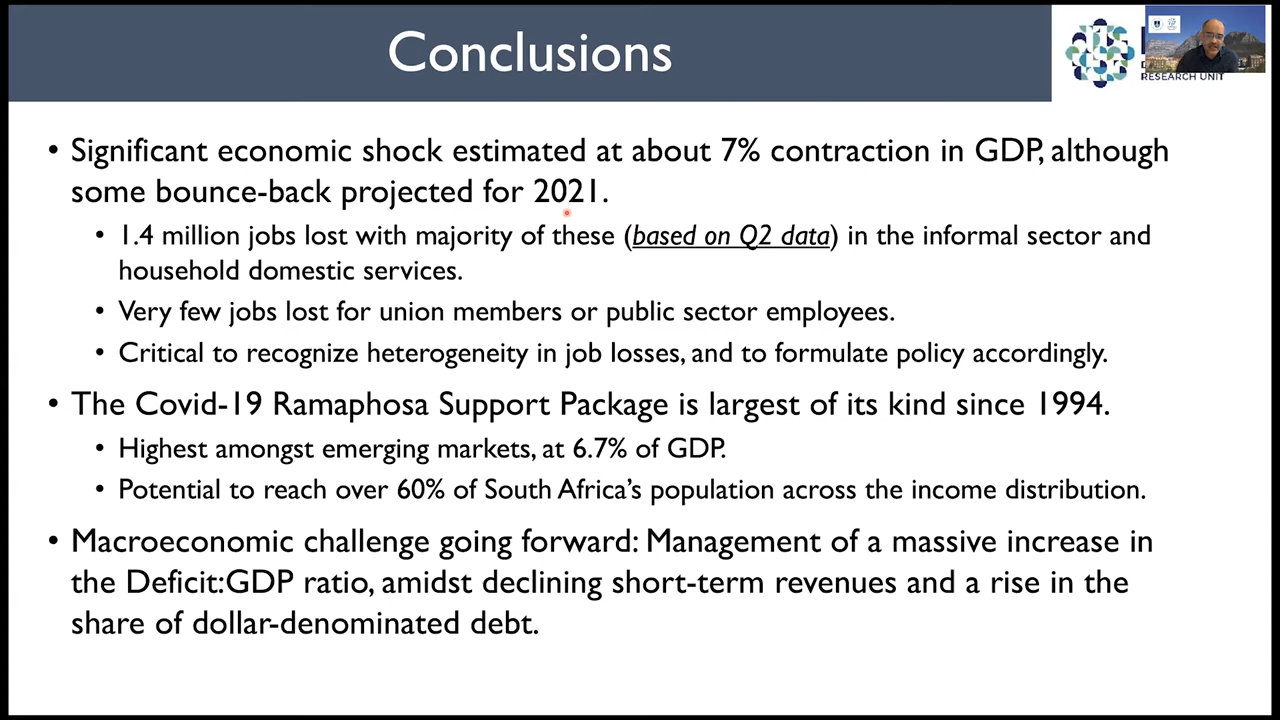 Conclusions
RESEARCH UNIT
• Significant economic shock estimated at about 7% contraction in GDP, although
some bounce-back projected for 2021.
• 1.4 million jobs lost with majority of these (based on Q2 data) in the informal sector and
household domestic services.
• Very few jobs lost for union members or public sector employees.
• Critical to recognize heterogeneity in job losses, and to formulate policy accordingly.
• The Covid-19 Ramaphosa Support Package is largest of its kind since 1994.
• Highest amongst emerging markets, at 6.7% of GDP.
• Potential to reach over 60% of South Africa's population across the income distribution.
• Macroeconomic challenge going forward: Management of a massive increase in
the Deficit:GDP ratio, amidst declining short-term revenues and a rise in the
share of dollar-denominated debt.